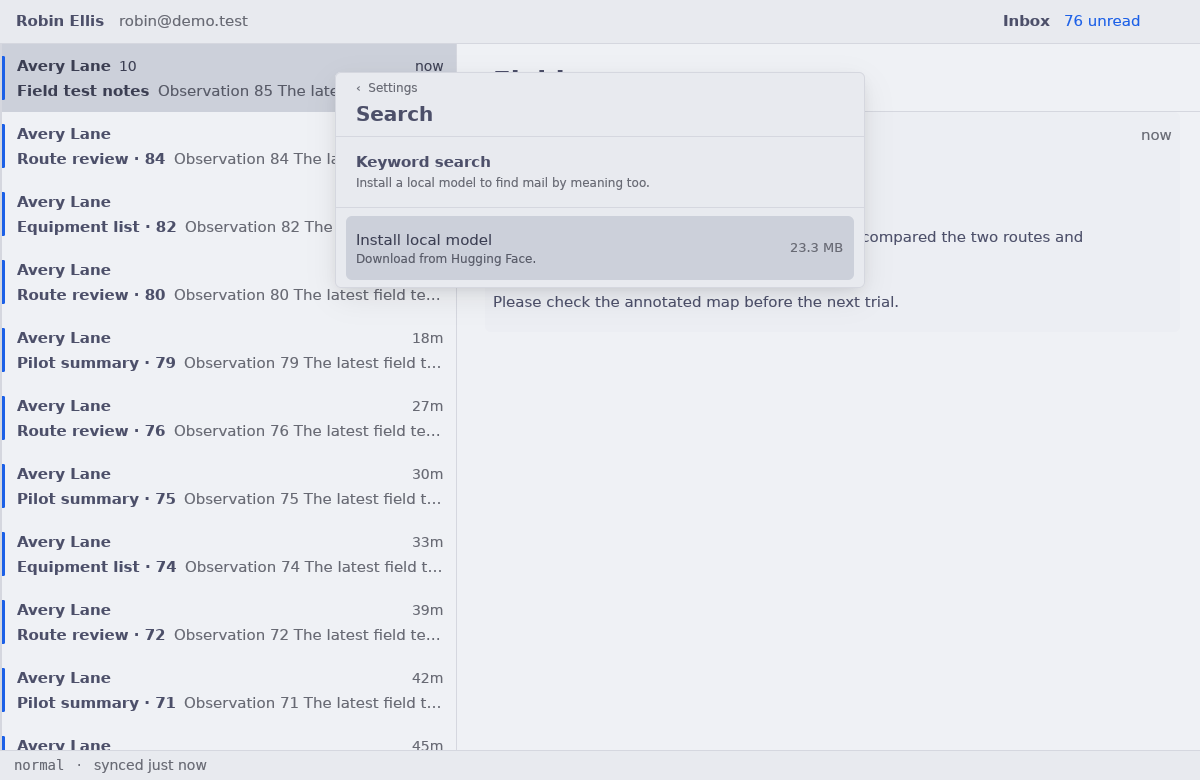 Robin Ellis robin@demo.test
Inbox 76 unread
Avery Lane 10 now
Field test notes Observation 85 The late
Avery Lane
Route review · 84 Observation 84 The la
Avery Lane
Equipment list · 82 Observation 82 The
Avery Lane
Route review · 80 Observation 80 The latest field te…
Avery Lane 18m
Pilot summary · 79 Observation 79 The latest field t…
Avery Lane 27m
Route review · 76 Observation 76 The latest field te…
Avery Lane 30m
Pilot summary · 75 Observation 75 The latest field t…
Avery Lane 33m
Equipment list · 74 Observation 74 The latest field t…
Avery Lane 39m
Route review · 72 Observation 72 The latest field te…
Avery Lane 42m
Pilot summary · 71 Observation 71 The latest field t…
Avery Lane 45m
‹ Settings
Search
Keyword search
Install a local model to find mail by meaning too.
Install local model 23.3 MB
Download from Hugging Face.
now
compared the two routes and
Please check the annotated map before the next trial.
normal · synced just now